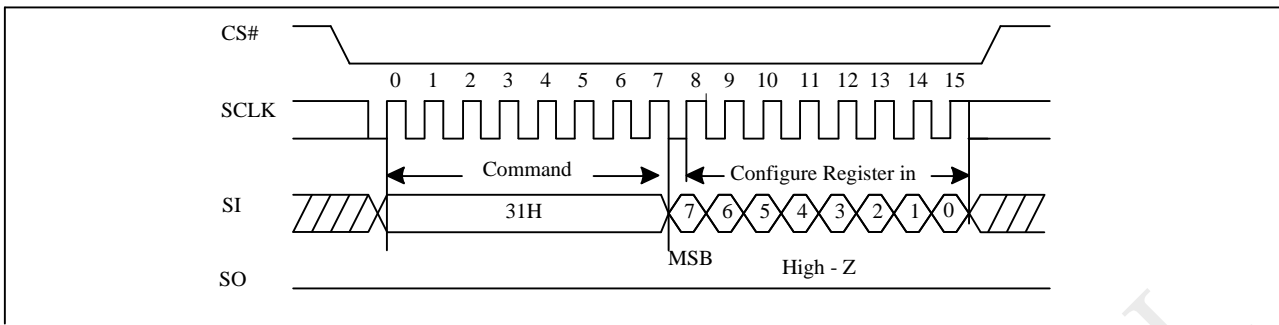 CS#
0 1 2 3 4 5 6 7 8 9 10 11 12 13 14 15
SCLK
Command Configure Register in
SI 31H 7 6 5 4 3 2 1 0
MSB High - Z
SO